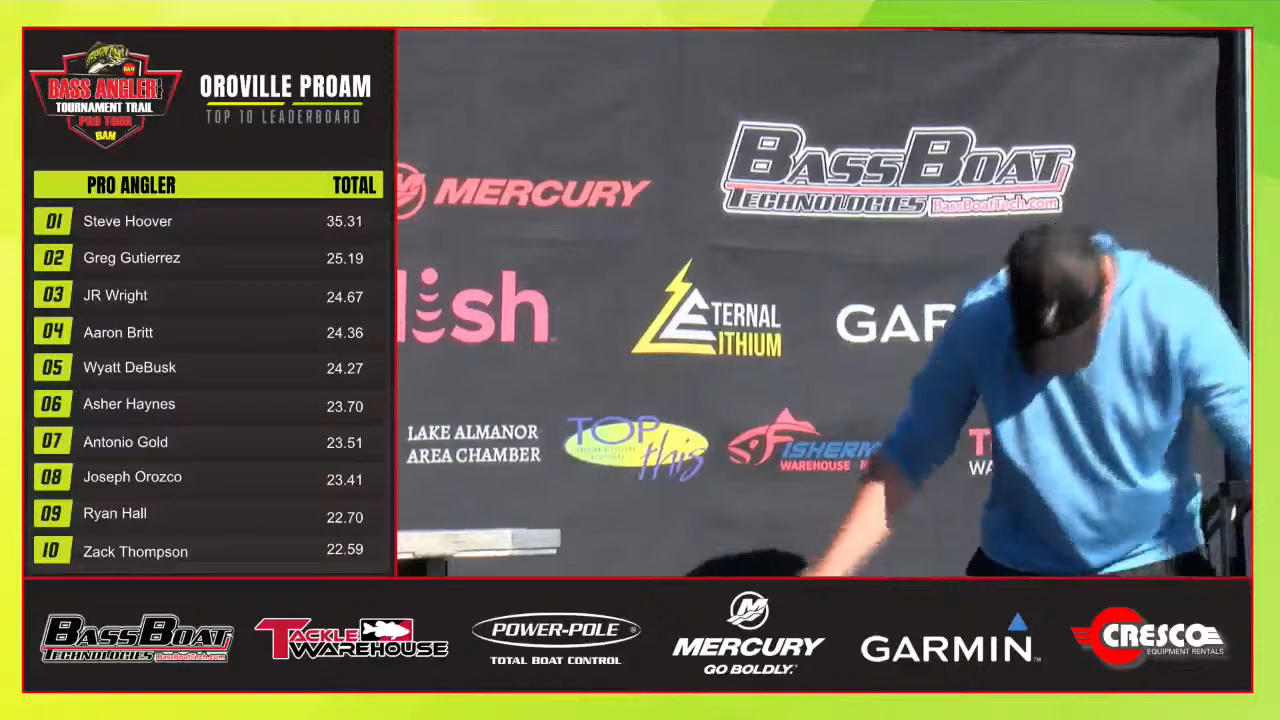 BASS ANGLER
TOURNAMENT TRAIL
PRO TOUR
BAM
OROVILLE PROAM
TOP 10 LEADERBOARD
PRO ANGLER TOTAL
01 Steve Hoover 35.31
02 Greg Gutierrez 25.19
03 JR Wright 24.67
04 Aaron Britt 24.36
05 Wyatt DeBusk 24.27
06 Asher Haynes 23.70
07 Antonio Gold 23.51
08 Joseph Orozco 23.41
09 Ryan Hall 22.70
10 Zack Thompson 22.59
MERCURY
BASSBOAT
TECHNOLOGIES BassBoatTech.com
lish
ETERNAL
LITHIUM
GAR
LAKE ALMANOR
AREA CHAMBER
TOP
this
FISHERM
WAREHOUSE
WA
BASSBOAT
TECHNOLOGIES BassBoatTech.com
TACKLE
WAREHOUSE
POWER-POLE®
TOTAL BOAT CONTROL
MERCURY
GO BOLDLY.
GARMIN™
CRESCO
EQUIPMENT RENTALS